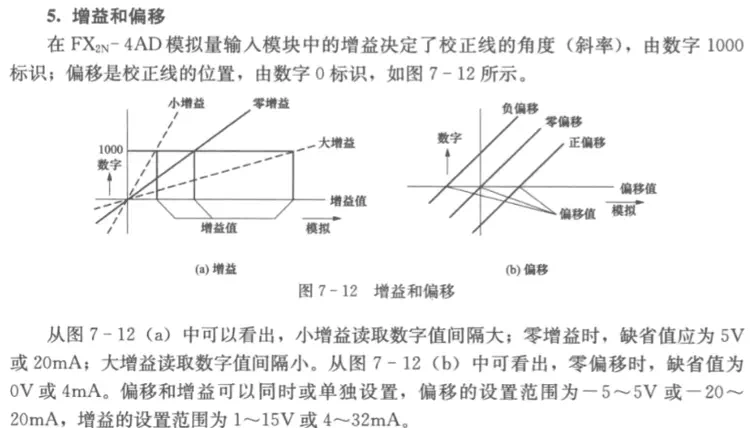 5. 增益和偏移
在 FX2N-4AD 模拟量输入模块中的增益决定了校正线的角度（斜率），由数字 1000
标识；偏移是校正线的位置，由数字 0 标识，如图 7-12 所示。
小增益
零增益
大增益
1000
数字
增益值
增益值
模拟
(a) 增益
负偏移
零偏移
正偏移
数字
偏移值
偏移值
模拟
(b) 偏移
图 7-12 增益和偏移
从图 7-12（a）中可以看出，小增益读取数字值间隔大；零增益时，缺省值应为 5V
或 20mA；大增益读取数字值间隔小。从图 7-12（b）中可看出，零偏移时，缺省值为
0V 或 4mA。偏移和增益可以同时或单独设置，偏移的设置范围为－5～5V 或－20～
20mA，增益的设置范围为 1～15V 或 4～32mA。